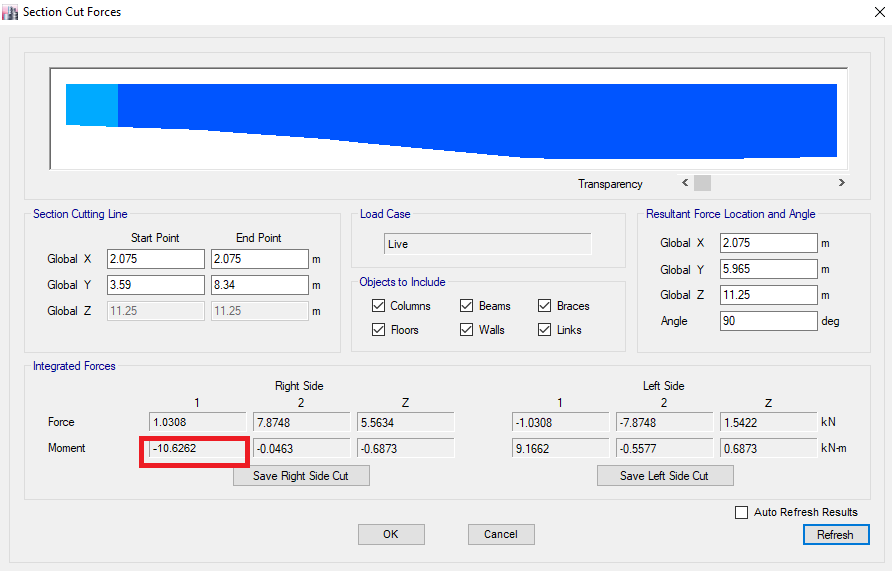 Section Cut Forces
Transparency
Section Cutting Line
Start Point End Point
Global X 2.075 2.075 m
Global Y 3.59 8.34 m
Global Z 11.25 11.25 m
Load Case
Live
Objects to Include
Columns Beams Braces
Floors Walls Links
Resultant Force Location and Angle
Global X 2.075 m
Global Y 5.965 m
Global Z 11.25 m
Angle 90 deg
Integrated Forces
Right Side Left Side
1 2 Z 1 2 Z
Force 1.0308 7.8748 5.5634 -1.0308 -7.8748 1.5422 kN
Moment -10.6262 -0.0463 -0.6873 9.1662 -0.5577 0.6873 kN-m
Save Right Side Cut Save Left Side Cut
Auto Refresh Results
OK Cancel Refresh